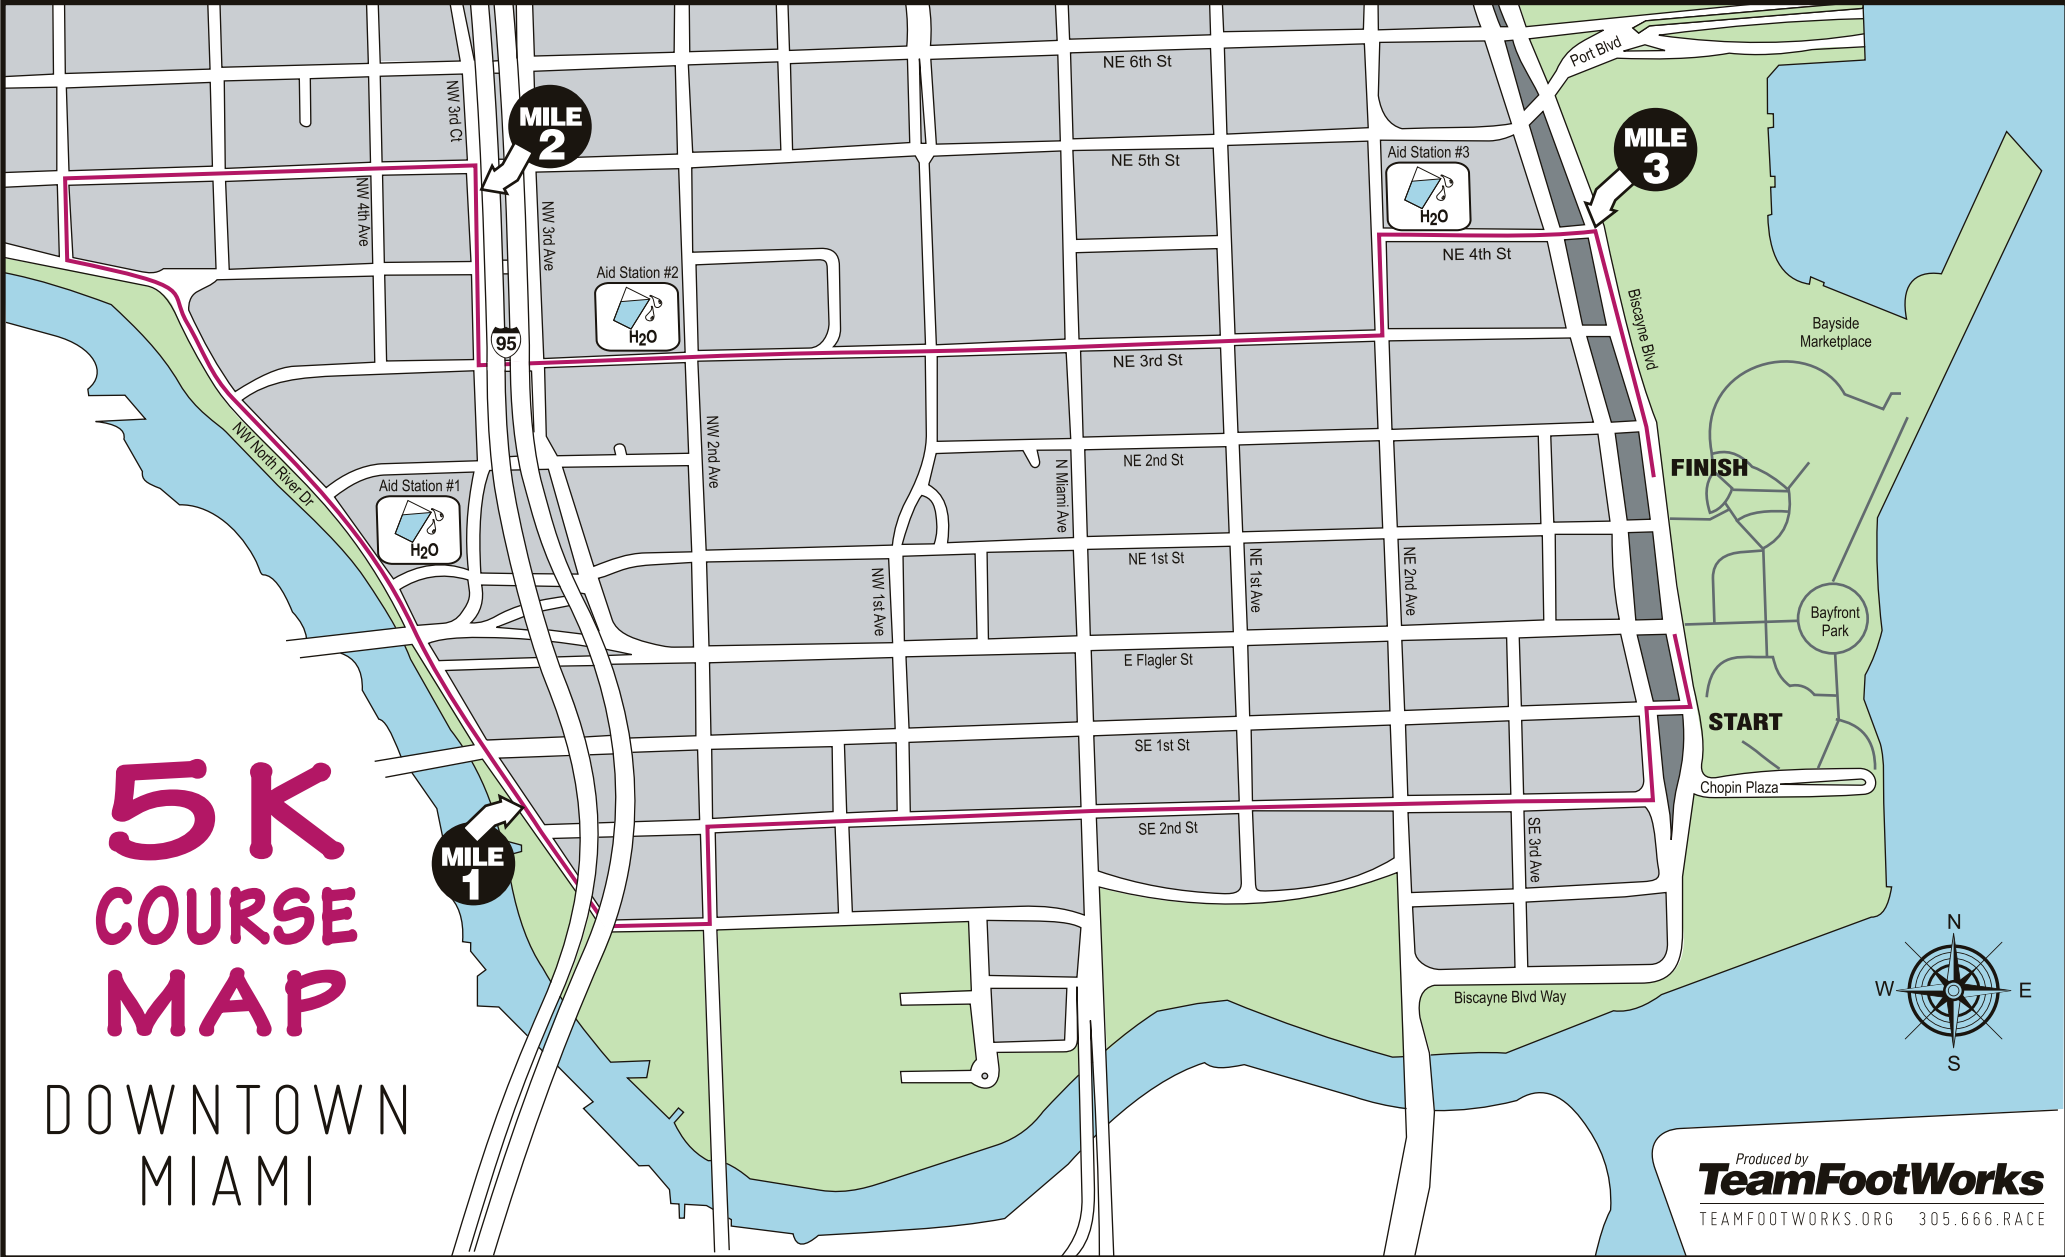 NE 6th St
Port Blvd
NW 3rd Ct
MILE
2
MILE
3
NE 5th St
Aid Station #3
H2O
NW 4th Ave
NW 3rd Ave
NE 4th St
Aid Station #2
H2O
95
Biscayne Blvd
Bayside
Marketplace
NE 3rd St
NW North River Dr
NW 2nd Ave
NE 2nd St
N Miami Ave
FINISH
Aid Station #1
H2O
NE 1st St
NE 1st Ave
NE 2nd Ave
NW 1st Ave
Bayfront
Park
E Flagler St
START
SE 1st St
Chopin Plaza
SE 2nd St
SE 3rd Ave
MILE
1
5K
COURSE
MAP
DOWNTOWN
MIAMI
Biscayne Blvd Way
N
W
E
S
Produced by
TeamFootWorks
TEAMFOOTWORKS.ORG 305.666.RACE